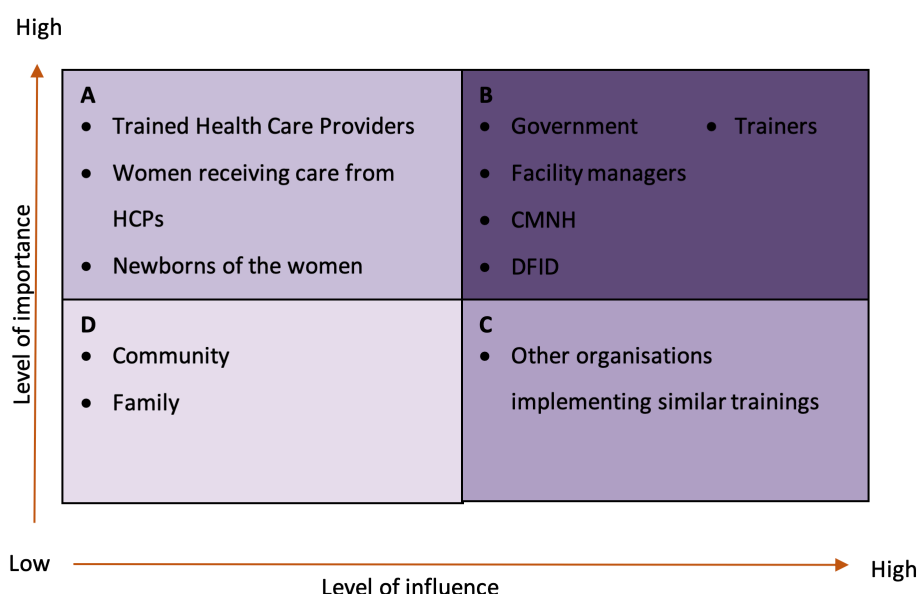 High
A
• Trained Health Care Providers
• Women receiving care from
HCPs
• Newborns of the women
B
• Government
• Trainers
• Facility managers
• CMNH
• DFID
D
• Community
• Family
C
• Other organisations
implementing similar trainings
Level of importance
Low
Level of influence
High